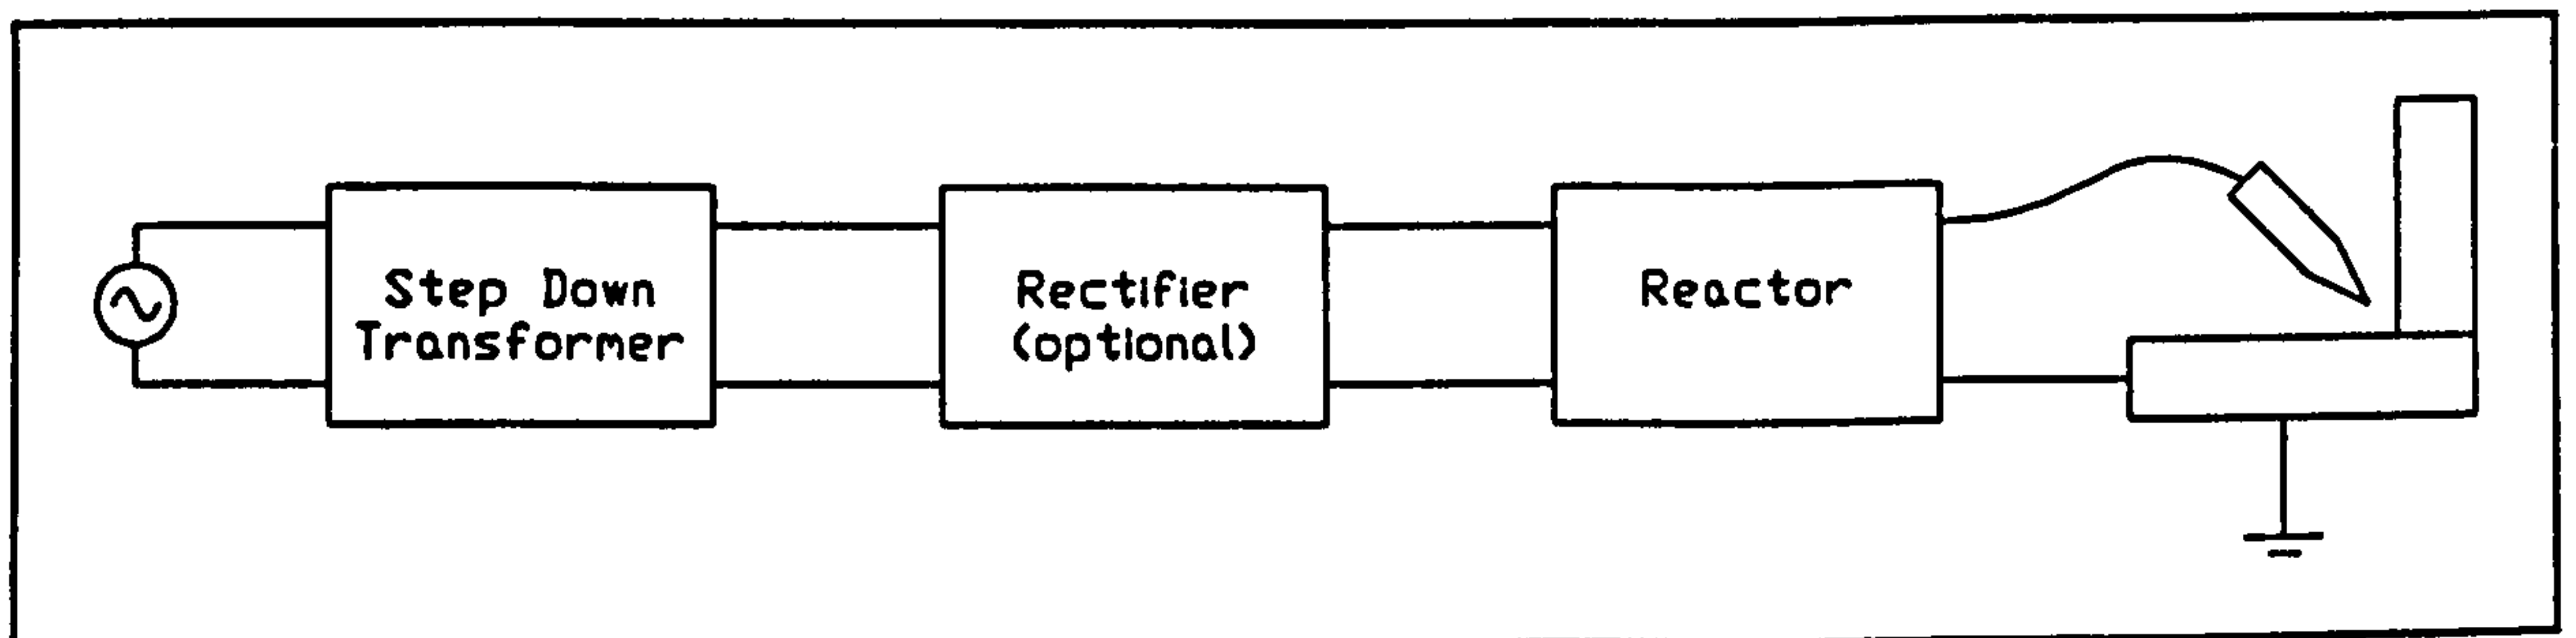 Step Down
Transformer
Rectifier
(optional)
Reactor